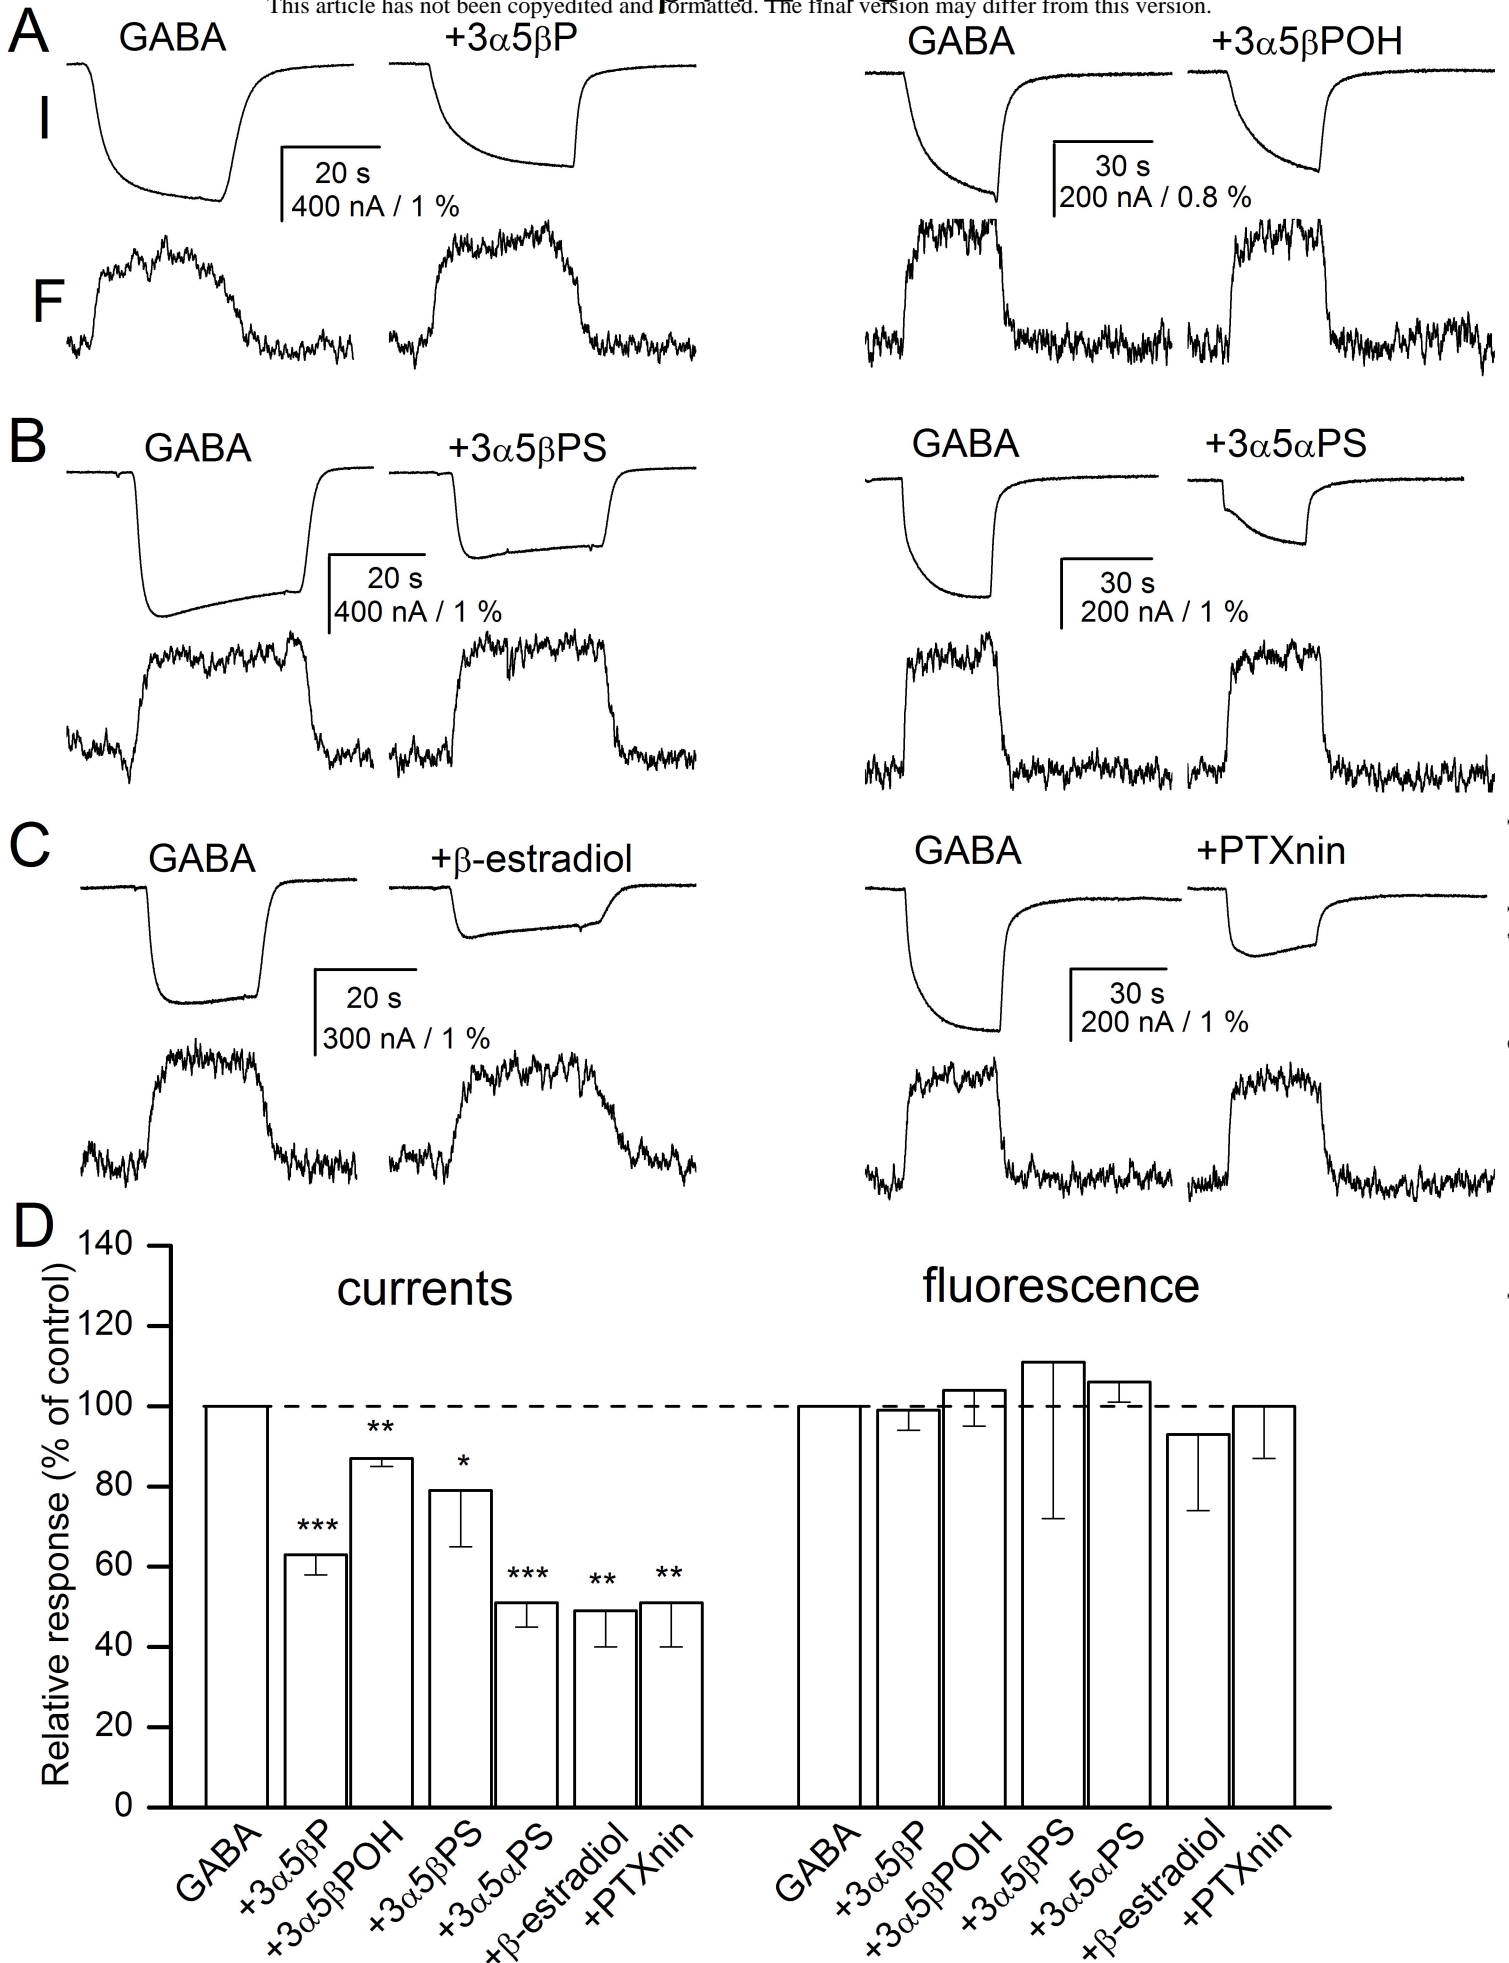 This article has not been copyedited and formatted. The final version may differ from this version.
A
GABA
+3α5βP
GABA
+3α5βPOH
I
20 s
400 nA / 1 %
30 s
200 nA / 0.8 %
F
B
GABA
+3α5βPS
GABA
+3α5αPS
20 s
400 nA / 1 %
30 s
200 nA / 1 %
C
GABA
+β-estradiol
GABA
+PTXnin
20 s
300 nA / 1 %
30 s
200 nA / 1 %
D
Relative response (% of control)
140
120
100
80
60
40
20
0
currents
fluorescence
***
**
*
***
**
**
GABA
+3α5βP
+3α5βPOH
+3α5βPS
+3α5αPS
+β-estradiol
+PTXnin
GABA
+3α5βP
+3α5βPOH
+3α5βPS
+3α5αPS
+β-estradiol
+PTXnin